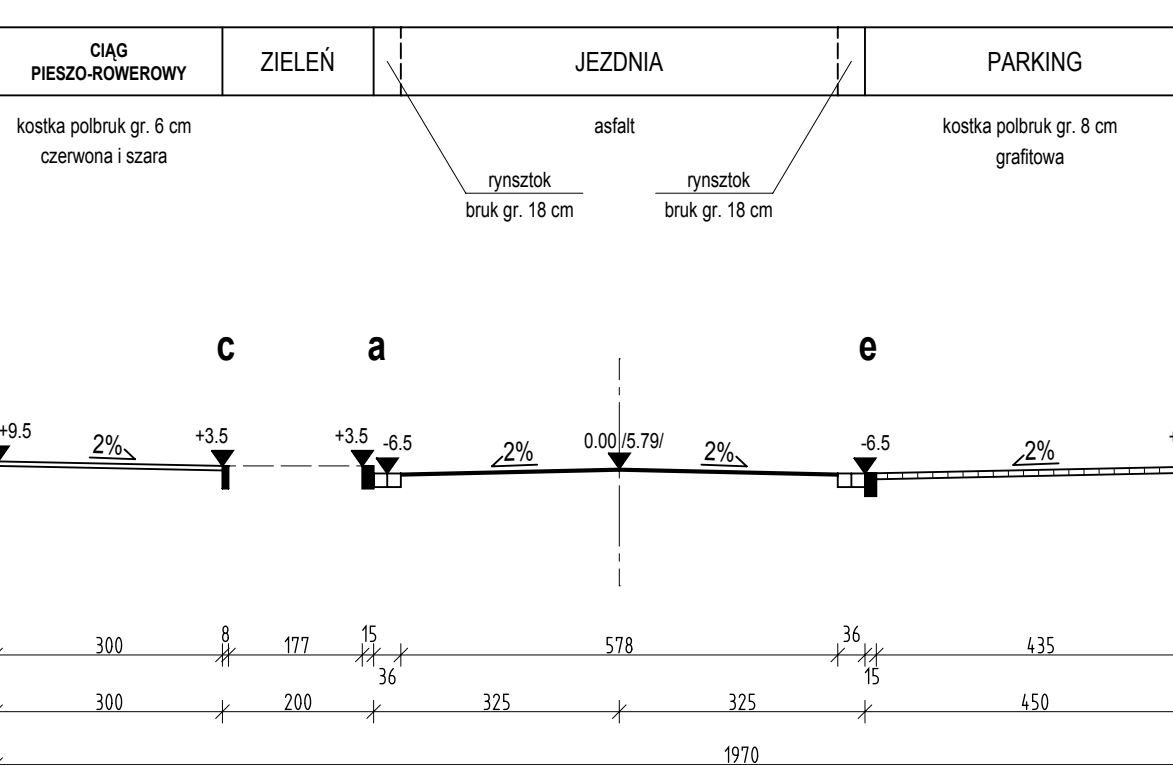 CIĄG
PIESZO-ROWEROWY
ZIELEŃ
JEZDNIA
PARKING
kostka polbruk gr. 6 cm
czerwona i szara
asfalt
kostka polbruk gr. 8 cm
grafitowa
rynsztok
bruk gr. 18 cm
rynsztok
bruk gr. 18 cm
c
a
e
+9.5
2%
+3.5
+3.5
-6.5
2%
0.00 /5.79/
2%
-6.5
2%
+
300
8
177
15
36
578
36
15
435
300
200
325
325
450
1970